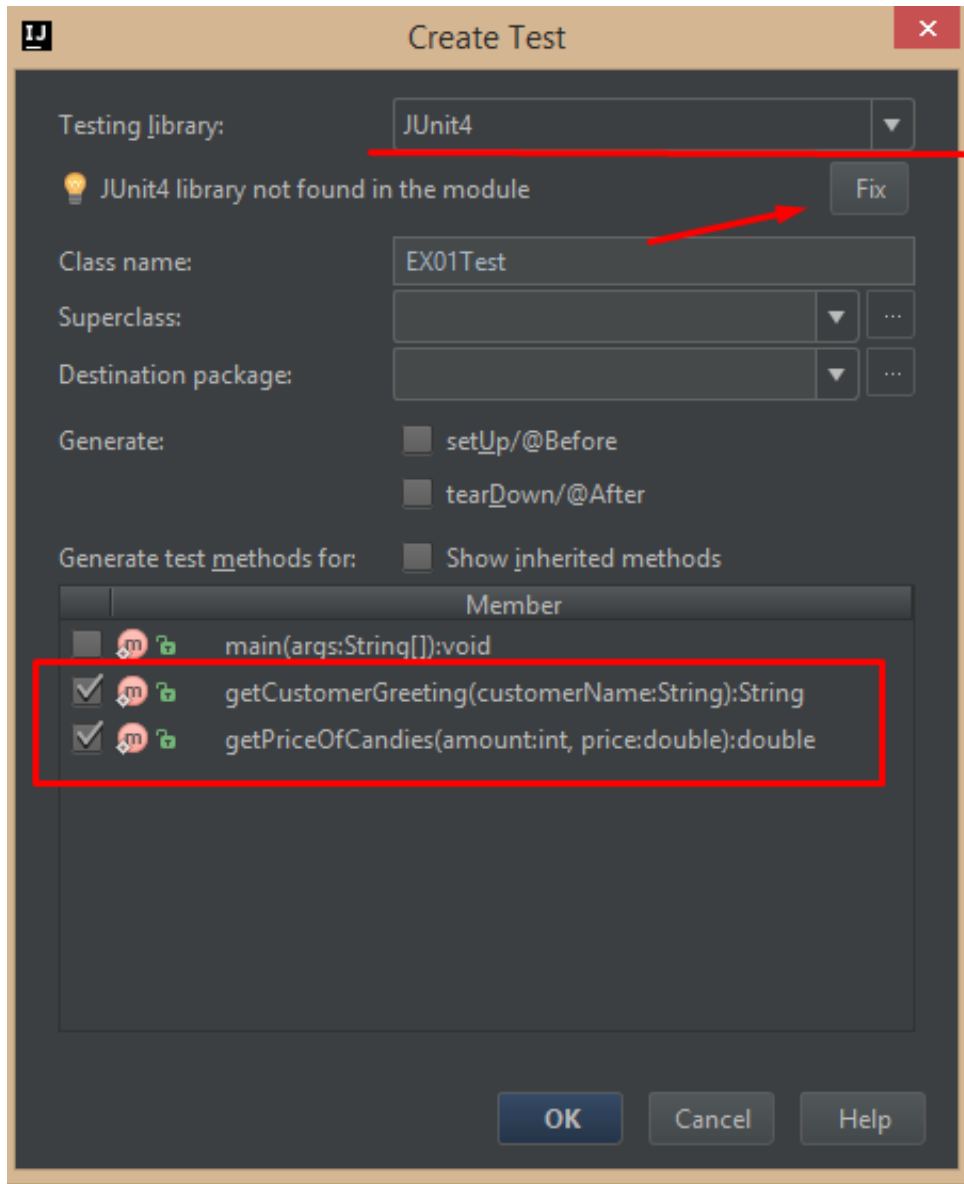 IJ
Create Test
Testing library: JUnit4
JUnit4 library not found in the module Fix
Class name: EX01Test
Superclass: ...
Destination package: ...
Generate: setUp/@Before
tearDown/@After
Generate test methods for: Show inherited methods
Member
m main(args:String[]):void
m getCustomerGreeting(customerName:String):String
m getPriceOfCandies(amount:int, price:double):double
OK Cancel Help